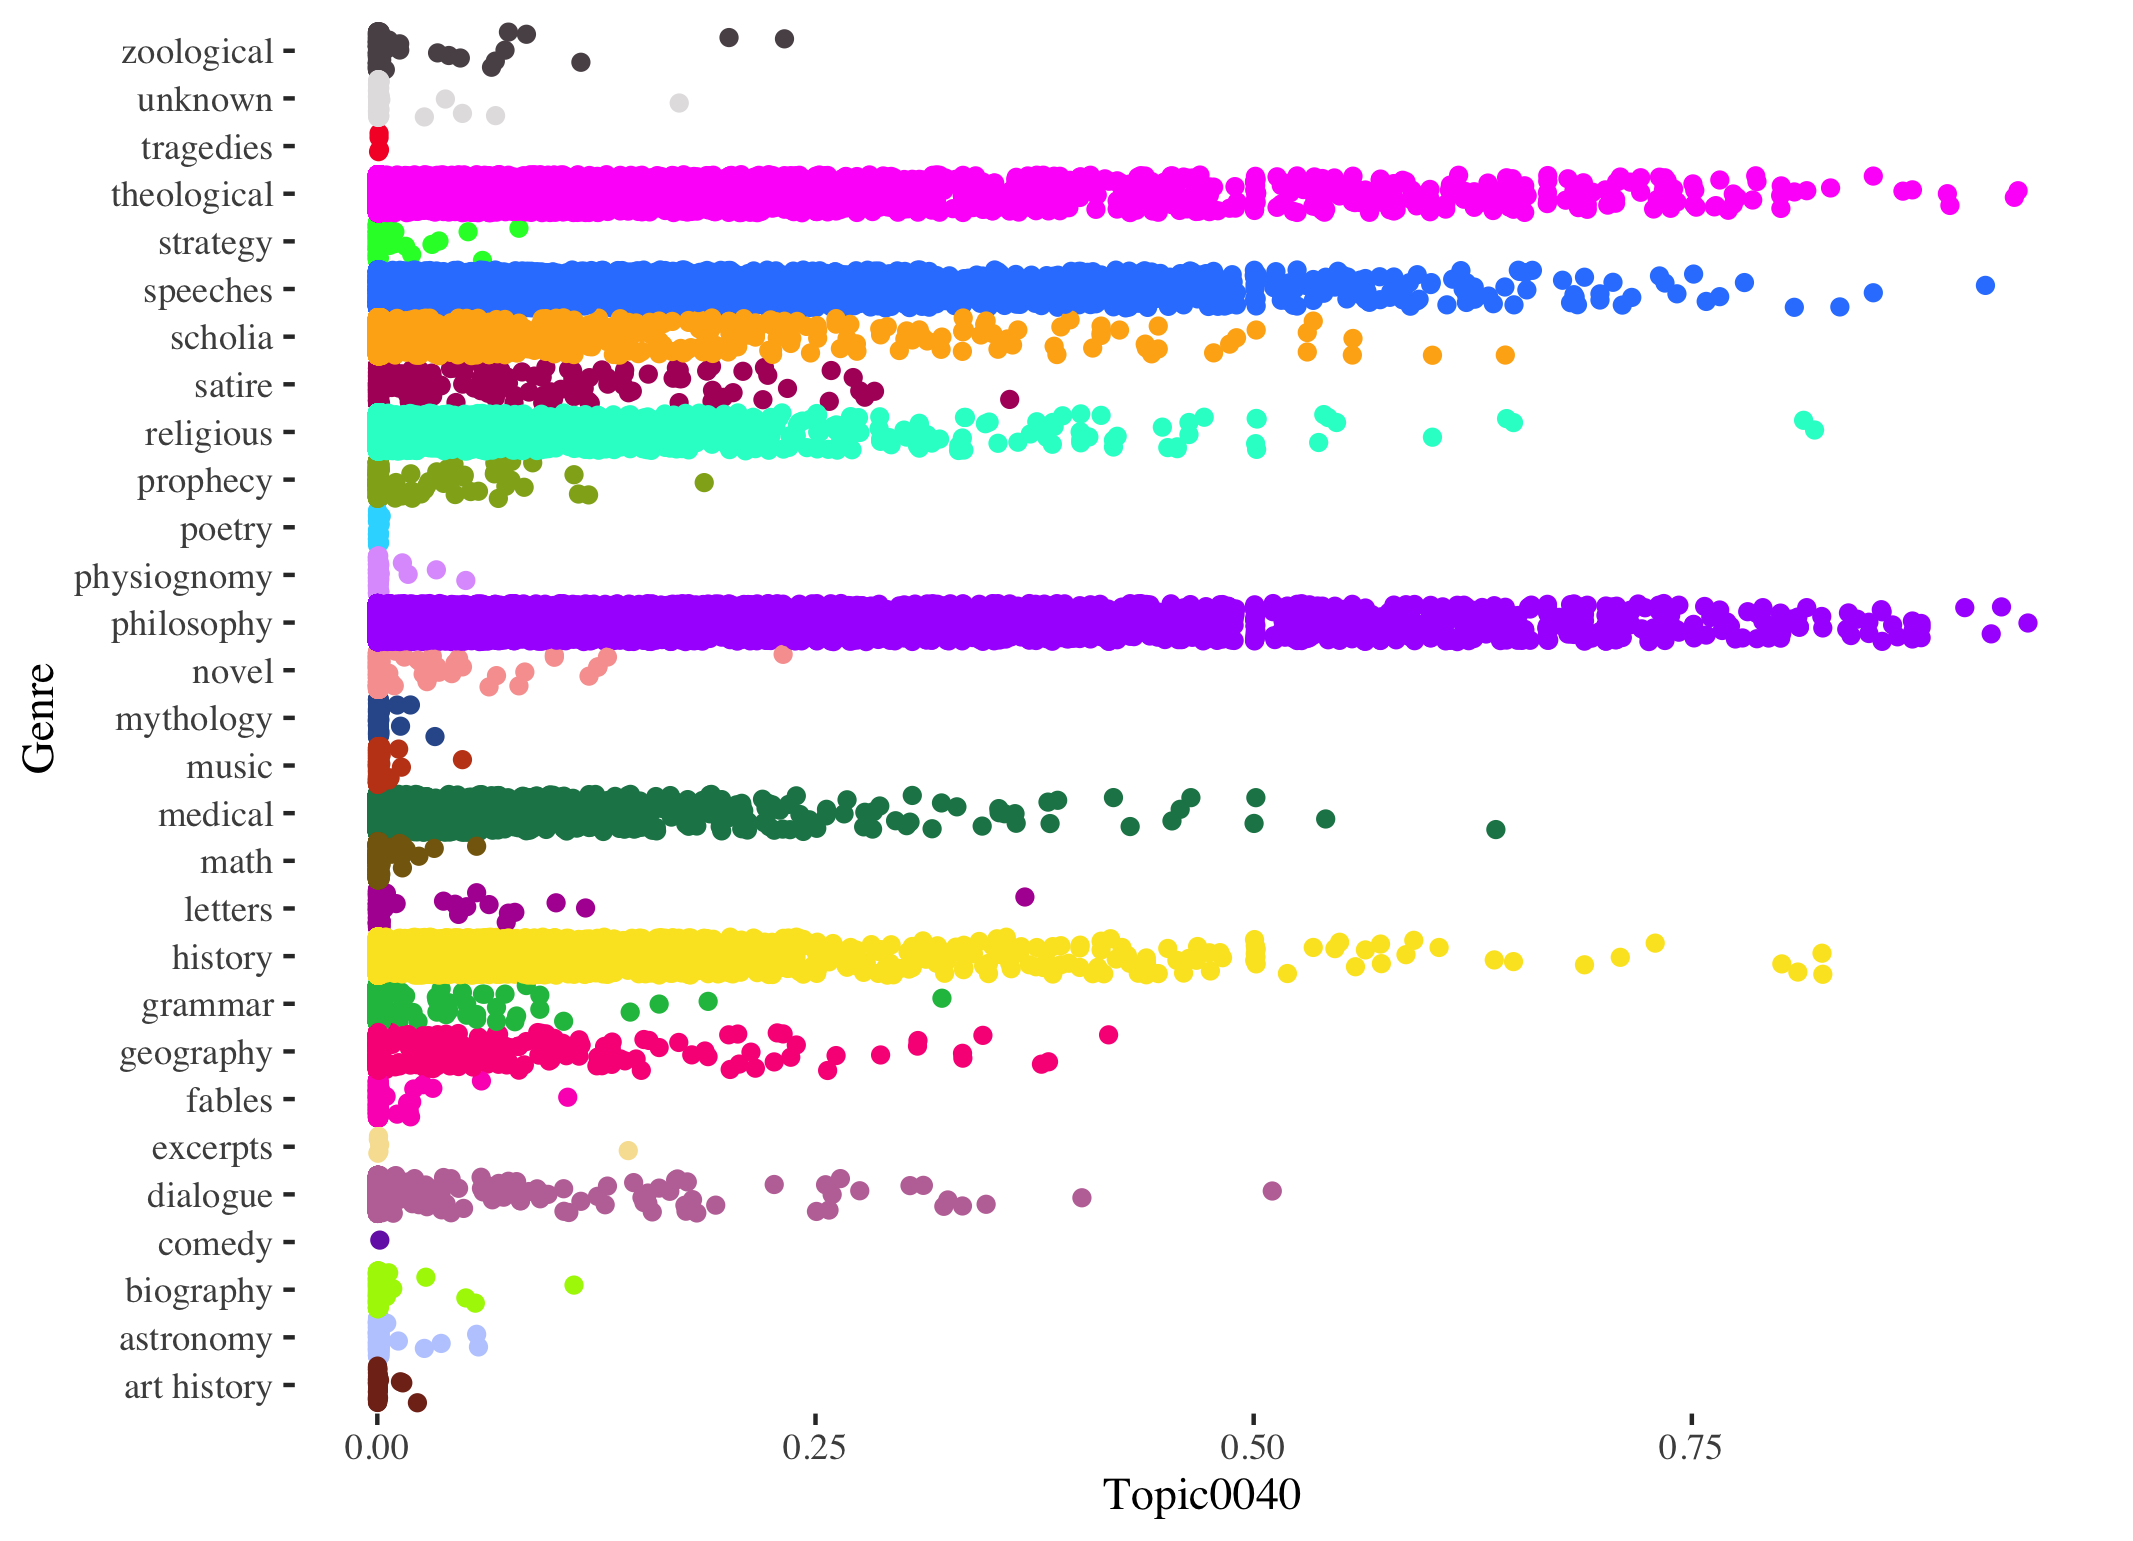 zoological
unknown
tragedies
theological
strategy
speeches
scholia
satire
religious
prophecy
poetry
physiognomy
philosophy
novel
mythology
music
medical
math
letters
history
grammar
geography
fables
excerpts
dialogue
comedy
biography
astronomy
art history
Genre
0.00 0.25 0.50 0.75
Topic0040